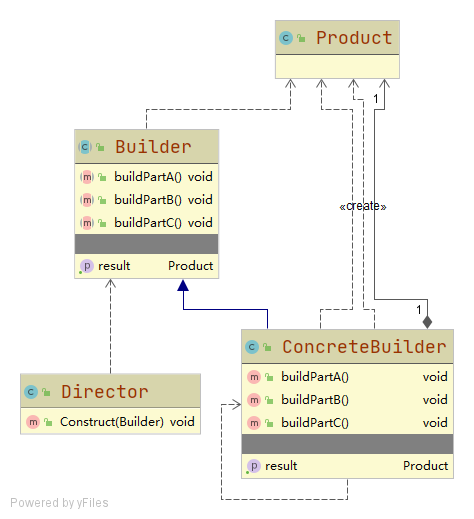 Product
1
Builder
buildPartA() void
buildPartB() void
buildPartC() void
result Product
«create»
1
ConcreteBuilder
buildPartA() void
buildPartB() void
buildPartC() void
result Product
Director
Construct(Builder) void
Powered by yFiles